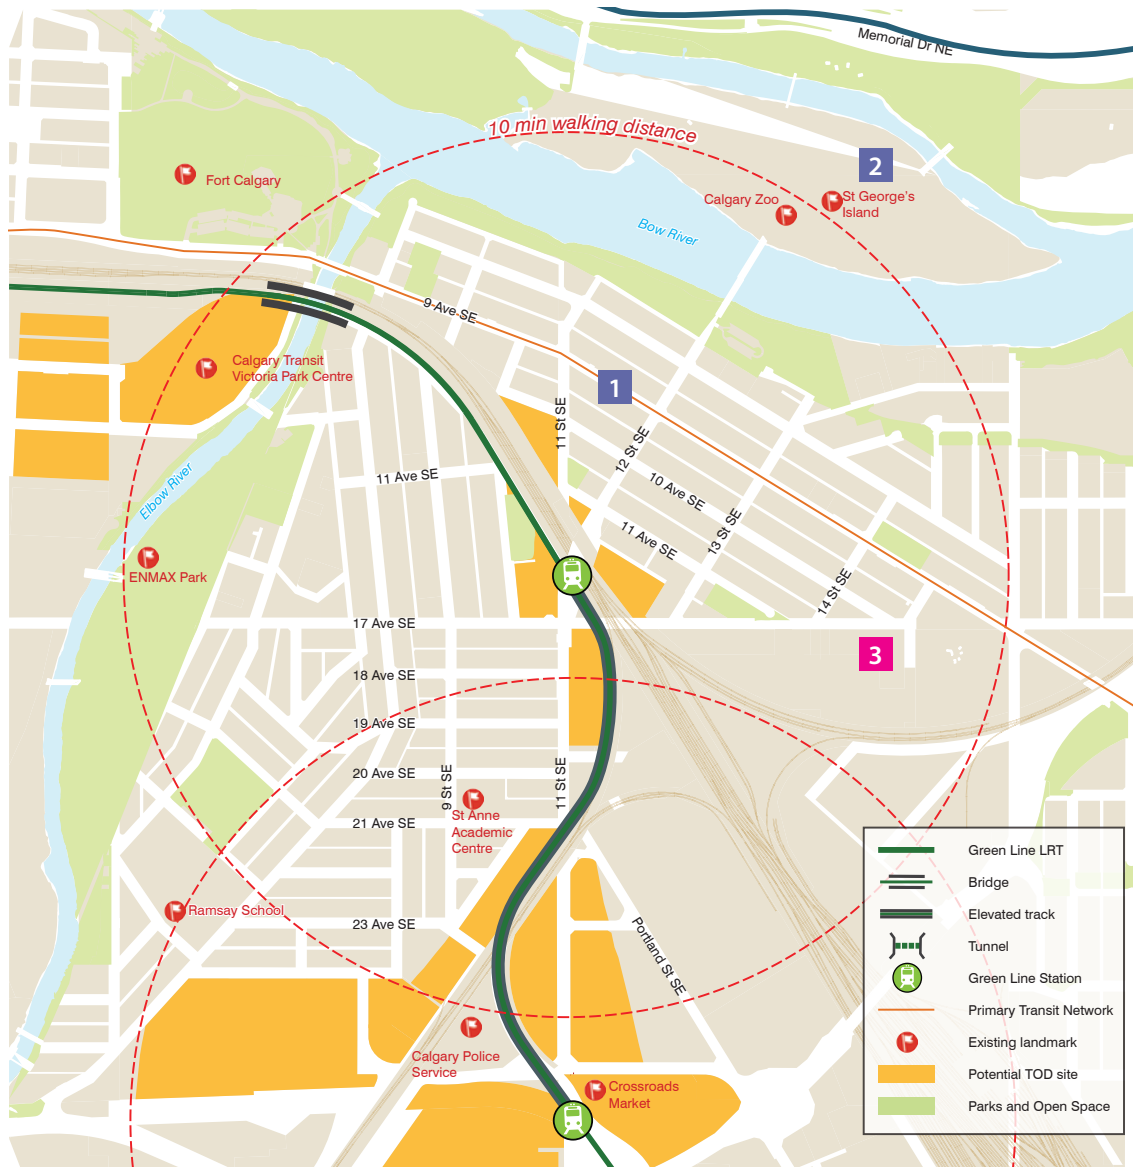 Memorial Dr NE
10 min walking distance
2
Fort Calgary
Calgary Zoo
St George's
Island
Bow River
9 Ave SE
Calgary Transit
Victoria Park Centre
1
11 St SE
12 St SE
11 Ave SE
10 Ave SE
Elbow River
13 St SE
11 Ave SE
ENMAX Park
14 St SE
17 Ave SE
3
18 Ave SE
19 Ave SE
20 Ave SE
9 St SE
11 St SE
St Anne
Academic
Centre
21 Ave SE
Ramsay School
23 Ave SE
Portland St SE
Calgary Police
Service
Crossroads
Market
Green Line LRT
Bridge
Elevated track
Tunnel
Green Line Station
Primary Transit Network
Existing landmark
Potential TOD site
Parks and Open Space